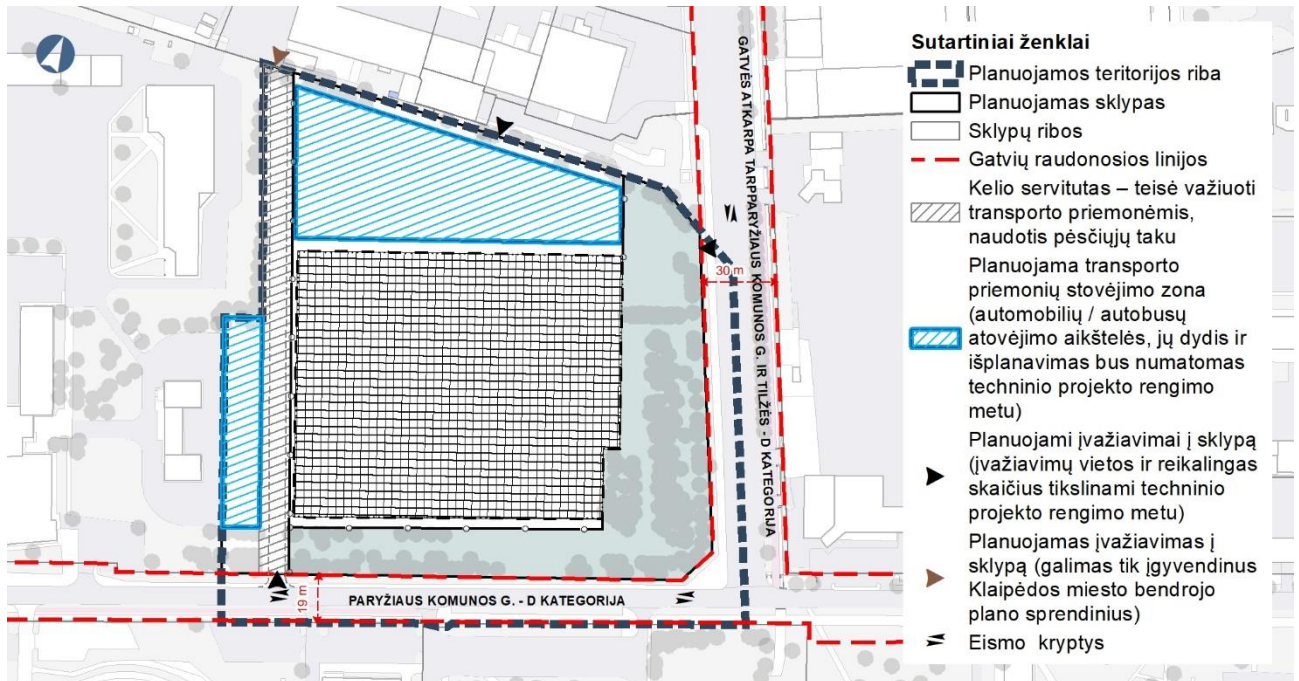 GATVĖS ATKARPA TARPPARYŽIAUS KOMUNOS G. IR TILŽĖS - D KATEGORIJA
30 m
19 m
PARYŽIAUS KOMUNOS G. - D KATEGORIJA
Sutartiniai ženklai
Planuojamos teritorijos riba
Planuojamas sklypas
Sklypų ribos
Gatvių raudonosios linijos
Kelio servitutas – teisė važiuoti
transporto priemonėmis,
naudotis pėsčiųjų taku
Planuojama transporto
priemonių stovėjimo zona
(automobilių / autobusų
atovėjimo aikštelės, jų dydis ir
išplanavimas bus numatomas
techninio projekto rengimo
metu)
Planuojami įvažiavimai į sklypą
(įvažiavimų vietos ir reikalingas
skaičius tikslinami techninio
projekto rengimo metu)
Planuojamas įvažiavimas į
sklypą (galimas tik įgyvendinus
Klaipėdos miesto bendrojo
plano sprendinius)
Eismo kryptys